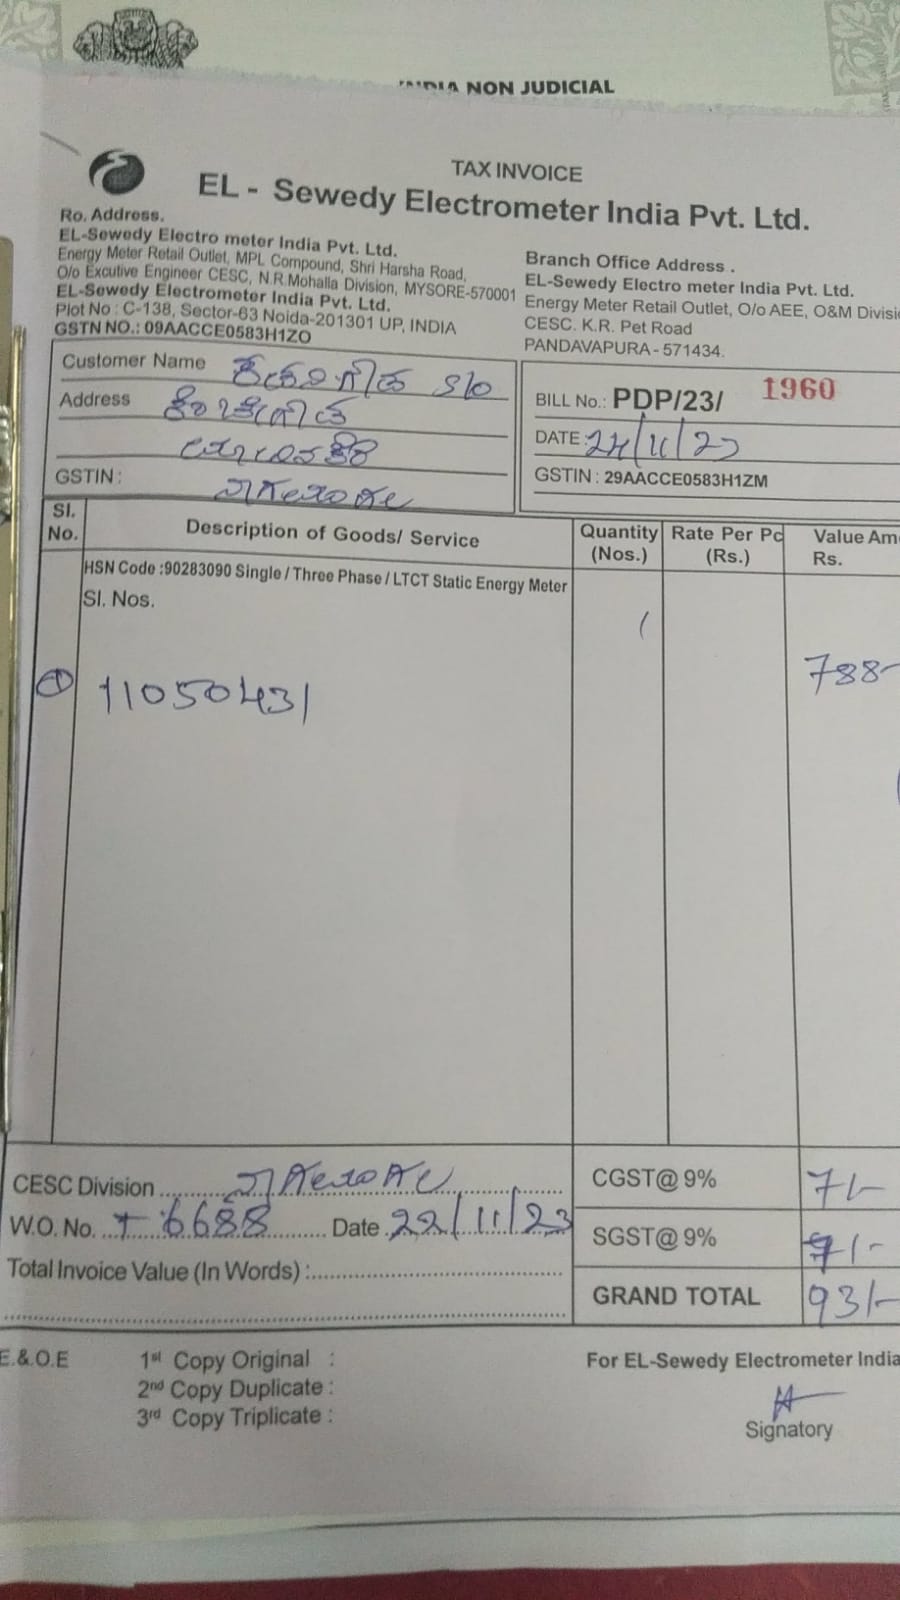 INDIA NON JUDICIAL
TAX INVOICE
EL - Sewedy Electrometer India Pvt. Ltd.
Ro. Address.
EL-Sewedy Electro meter India Pvt. Ltd.
Energy Meter Retail Outlet, MPL Compound, Shri Harsha Road,
O/o Excutive Engineer CESC, N.R.Mohalla Division, MYSORE-570001
EL-Sewedy Electrometer India Pvt. Ltd.
Plot No : C-138, Sector-63 Noida-201301 UP, INDIA
GSTN NO.: 09AACCE0583H1ZO
Branch Office Address .
EL-Sewedy Electro meter India Pvt. Ltd.
Energy Meter Retail Outlet, O/o AEE, O&M Divisi
CESC. K.R. Pet Road
PANDAVAPURA - 571434.
Customer Name S/o
Address
GSTIN :
BILL No.: PDP/23/ 1960
DATE : 24/11/23
GSTIN : 29AACCE0583H1ZM
Sl. No. Description of Goods/ Service Quantity (Nos.) Rate Per Pc (Rs.) Value Am Rs.
HSN Code :90283090 Single / Three Phase / LTCT Static Energy Meter
Sl. Nos.
1
788-
① 11050431
CESC Division
CGST@ 9% 71/-
W.O. No. 6688 Date 22/11/23
SGST@ 9% 71/-
Total Invoice Value (In Words) :
GRAND TOTAL 931/-
E.&.O.E
1st Copy Original :
2nd Copy Duplicate :
3rd Copy Triplicate :
For EL-Sewedy Electrometer India
Signatory